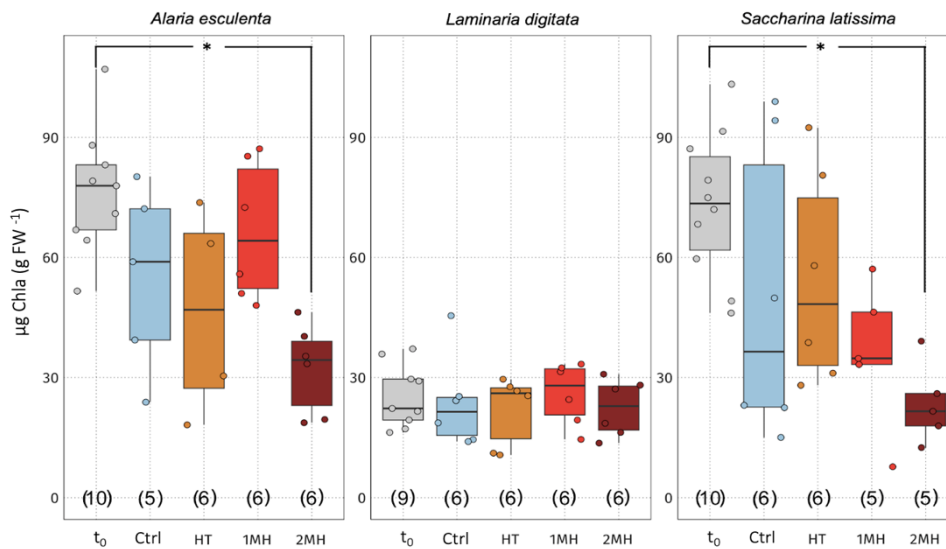 Alaria esculenta Laminaria digitata Saccharina latissima
* *
µg Chla (g FW ⁻¹)
90 90 90
60 60 60
30 30 30
0 0 0
(10) (5) (6) (6) (6) (9) (6) (6) (6) (6) (10) (6) (6) (5) (5)
t₀ Ctrl HT 1MH 2MH t₀ Ctrl HT 1MH 2MH t₀ Ctrl HT 1MH 2MH